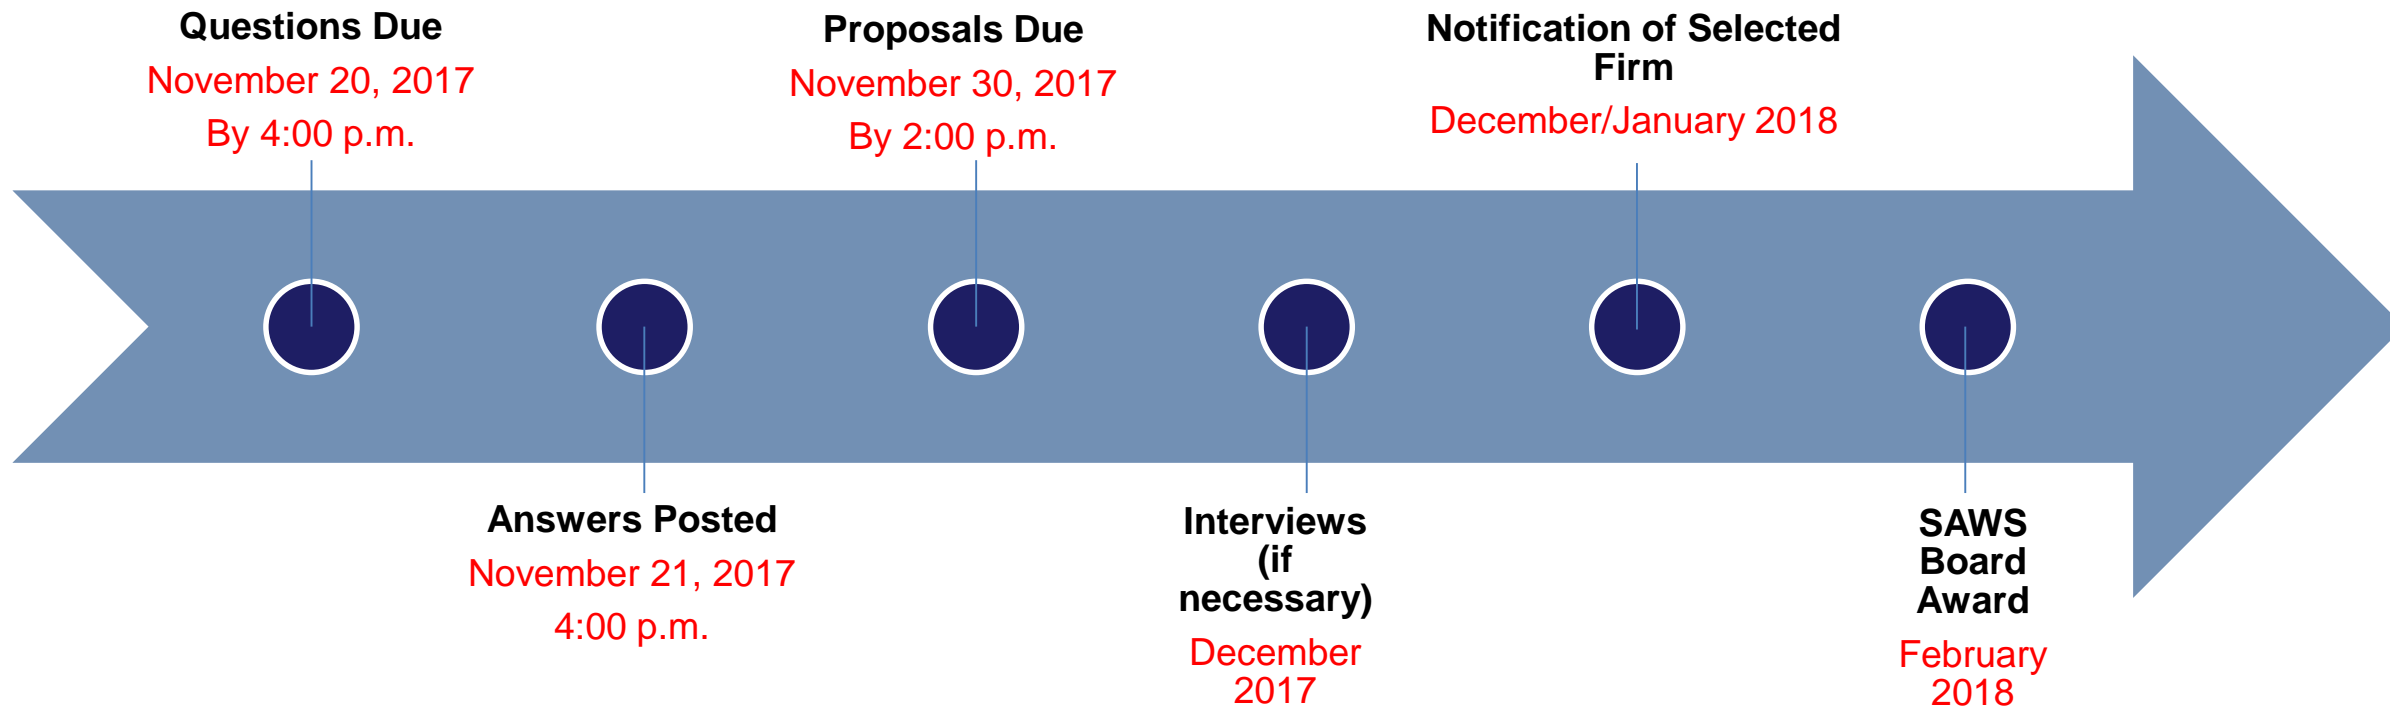 Questions Due
November 20, 2017
By 4:00 p.m.
Answers Posted
November 21, 2017
4:00 p.m.
Proposals Due
November 30, 2017
By 2:00 p.m.
Interviews
(if
necessary)
December
2017
Notification of Selected
Firm
December/January 2018
SAWS
Board
Award
February
2018